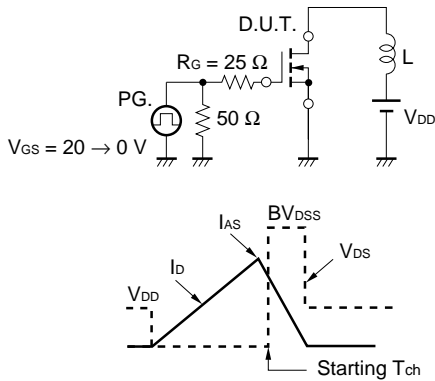 D.U.T.
RG = 25 Ω
L
PG.
50 Ω
VDD
VGS = 20 → 0 V
BVDSS
IAS
VDS
ID
VDD
Starting Tch